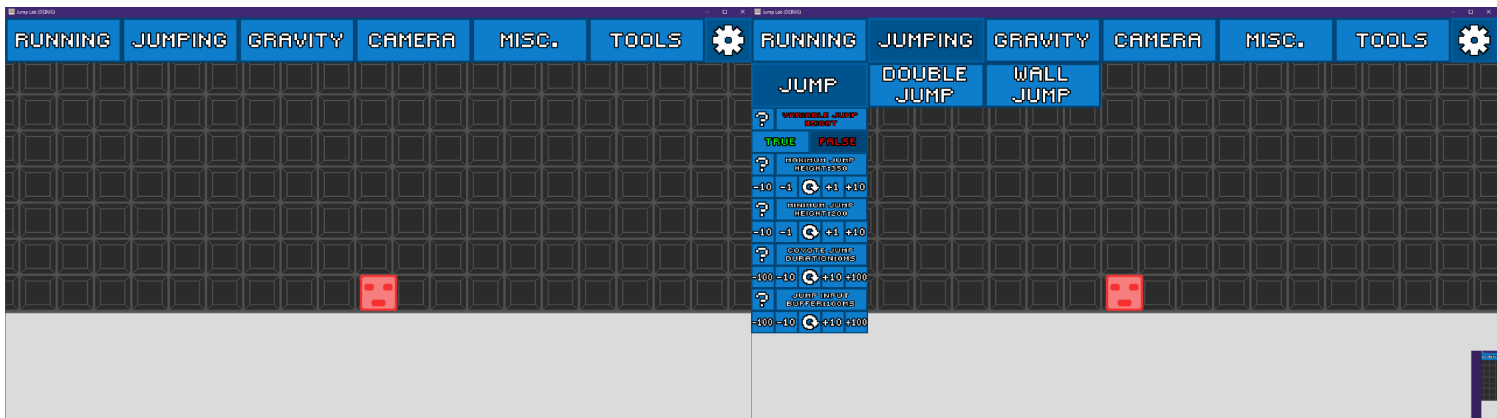 Jump Lab (DEBUG)
RUNNING JUMPING GRAVITY CAMERA MISC. TOOLS
Jump Lab (DEBUG)
RUNNING JUMPING GRAVITY CAMERA MISC. TOOLS
JUMP
DOUBLE
JUMP
WALL
JUMP
? VARIABLE JUMP
HEIGHT
TRUE FALSE
? MAXIMUM JUMP
HEIGHT:350
-10 -1 +1 +10
? MINIMUM JUMP
HEIGHT:200
-10 -1 +1 +10
? COYOTE JUMP
DURATION:0MS
-100 -10 +10 +100
? JUMP INPUT
BUFFER:100MS
-100 -10 +10 +100